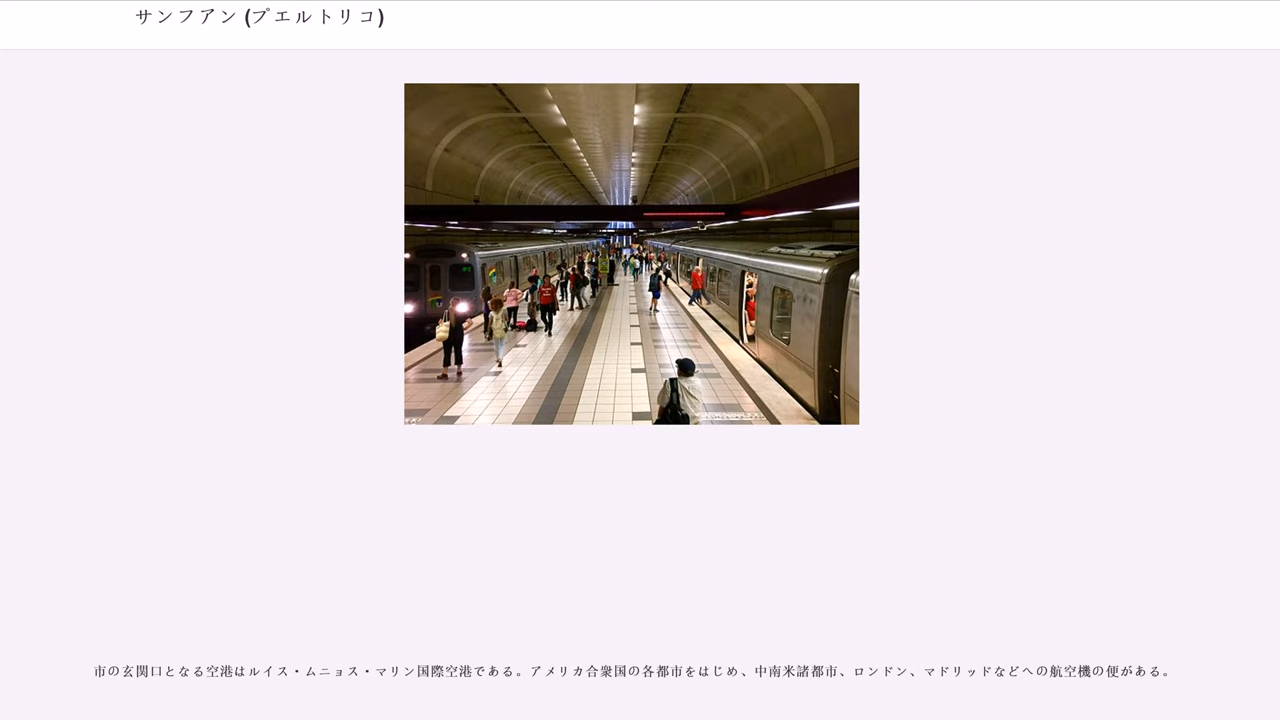 サンフアン (プエルトリコ)
市の玄関口となる空港はルイス・ムニョス・マリン国際空港である。アメリカ合衆国の各都市をはじめ、中南米諸都市、ロンドン、マドリッドなどへの航空機の便がある。